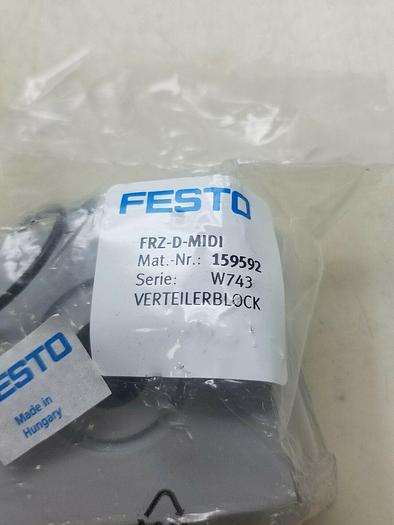 FESTO
FRZ-D-MIDI
Mat.-Nr.: 159592
Serie: W743
VERTEILERBLOCK
ESTO
Made in
Hungary